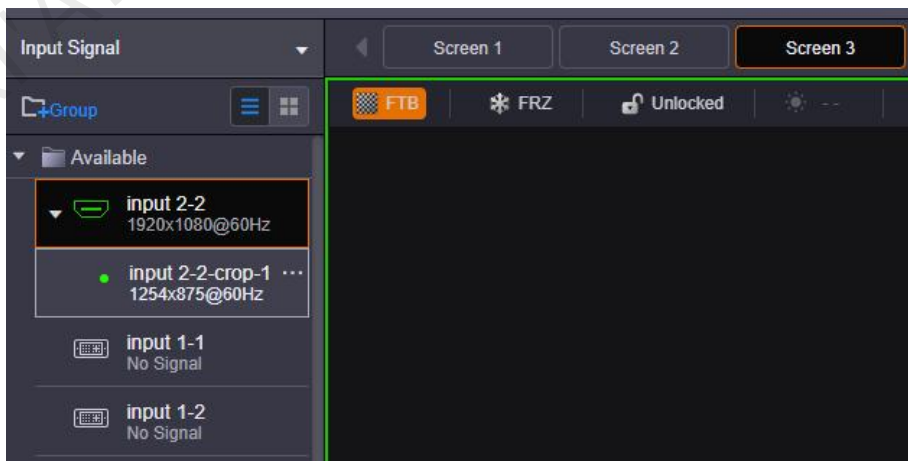 Input Signal
Screen 1
Screen 2
Screen 3
Group
FTB
FRZ
Unlocked
--
Available
input 2-2
1920x1080@60Hz
input 2-2-crop-1 ···
1254x875@60Hz
input 1-1
No Signal
input 1-2
No Signal